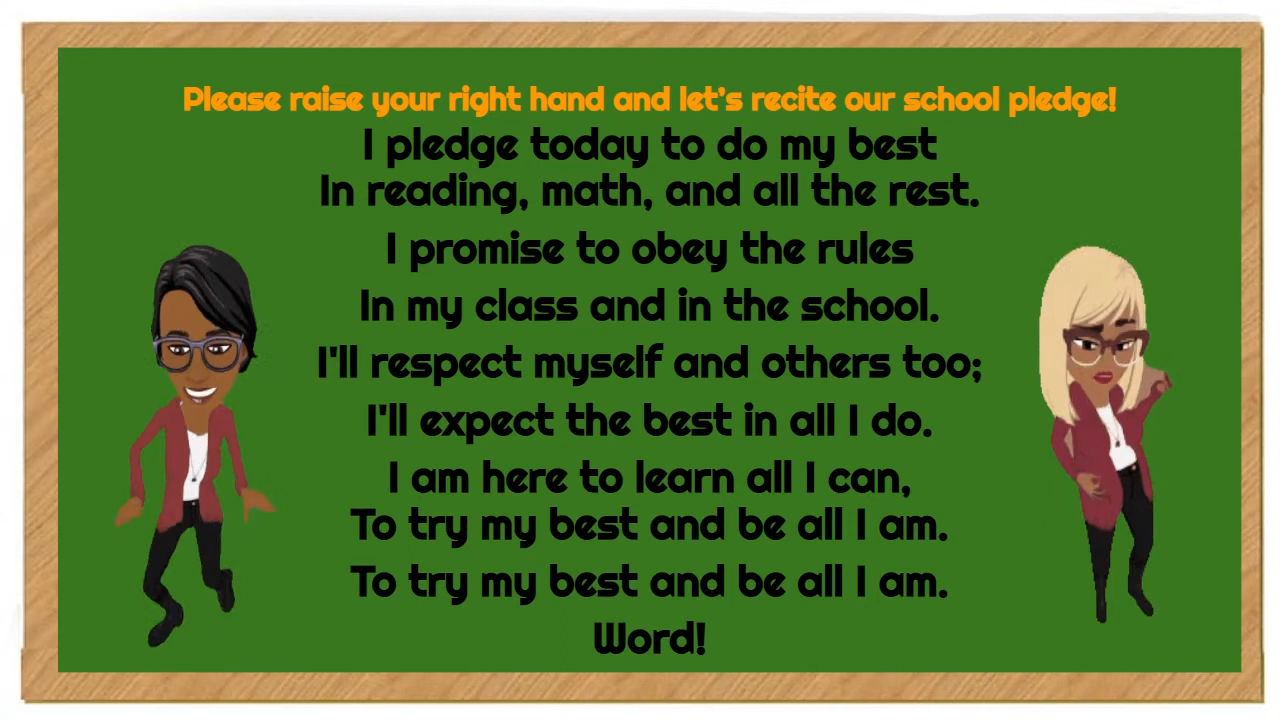 Please raise your right hand and let's recite our school pledge!
I pledge today to do my best
In reading, math, and all the rest.
I promise to obey the rules
In my class and in the school.
I'll respect myself and others too;
I'll expect the best in all I do.
I am here to learn all I can,
To try my best and be all I am.
To try my best and be all I am.
Word!